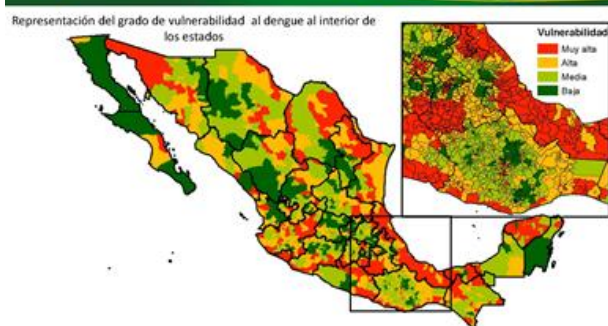 Representación del grado de vulnerabilidad al dengue al interior de
los estados
Vulnerabilidad
Muy alta
Alta
Media
Baja